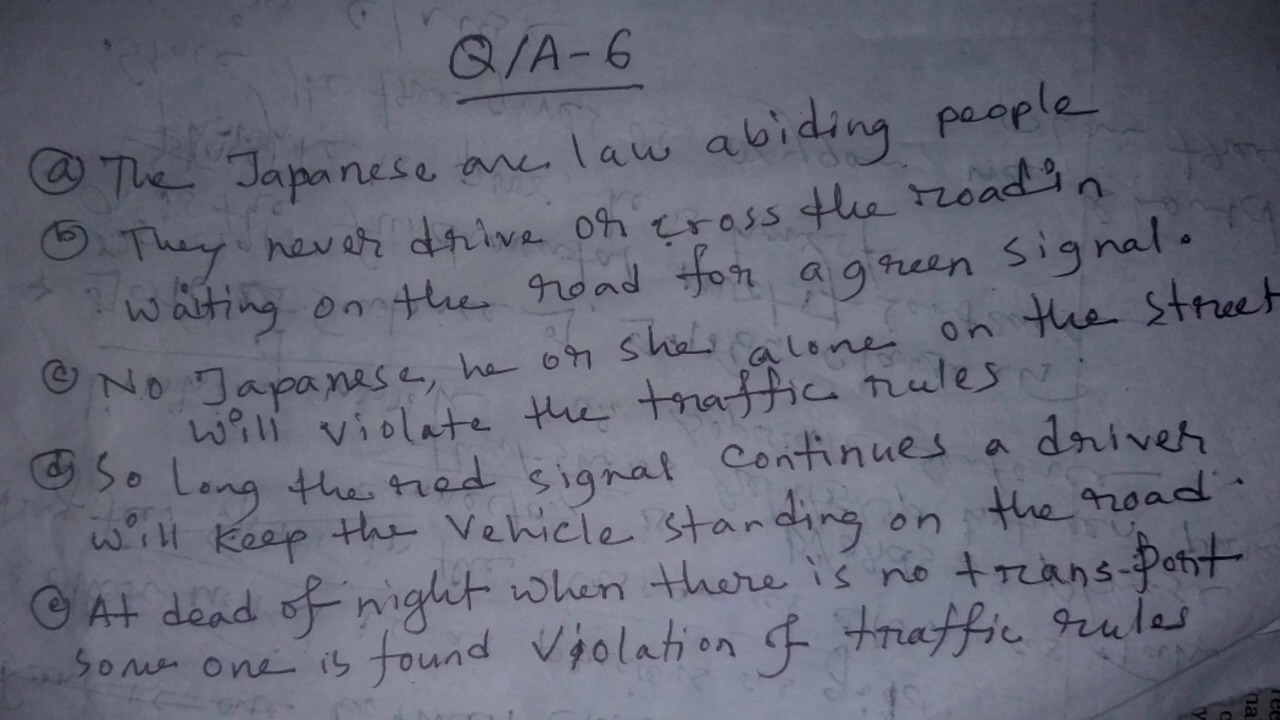 Q/A-6
(a) The Japanese are law abiding people
(b) They never drive or cross the road in
waiting on the road for a green signal.
(c) No Japanese, he or she alone on the street
will violate the traffic rules
(d) So long the red signal continues a driver
will keep the vehicle standing on the road.
(e) At dead of night when there is no trans-port
some one is found violation of traffic rules